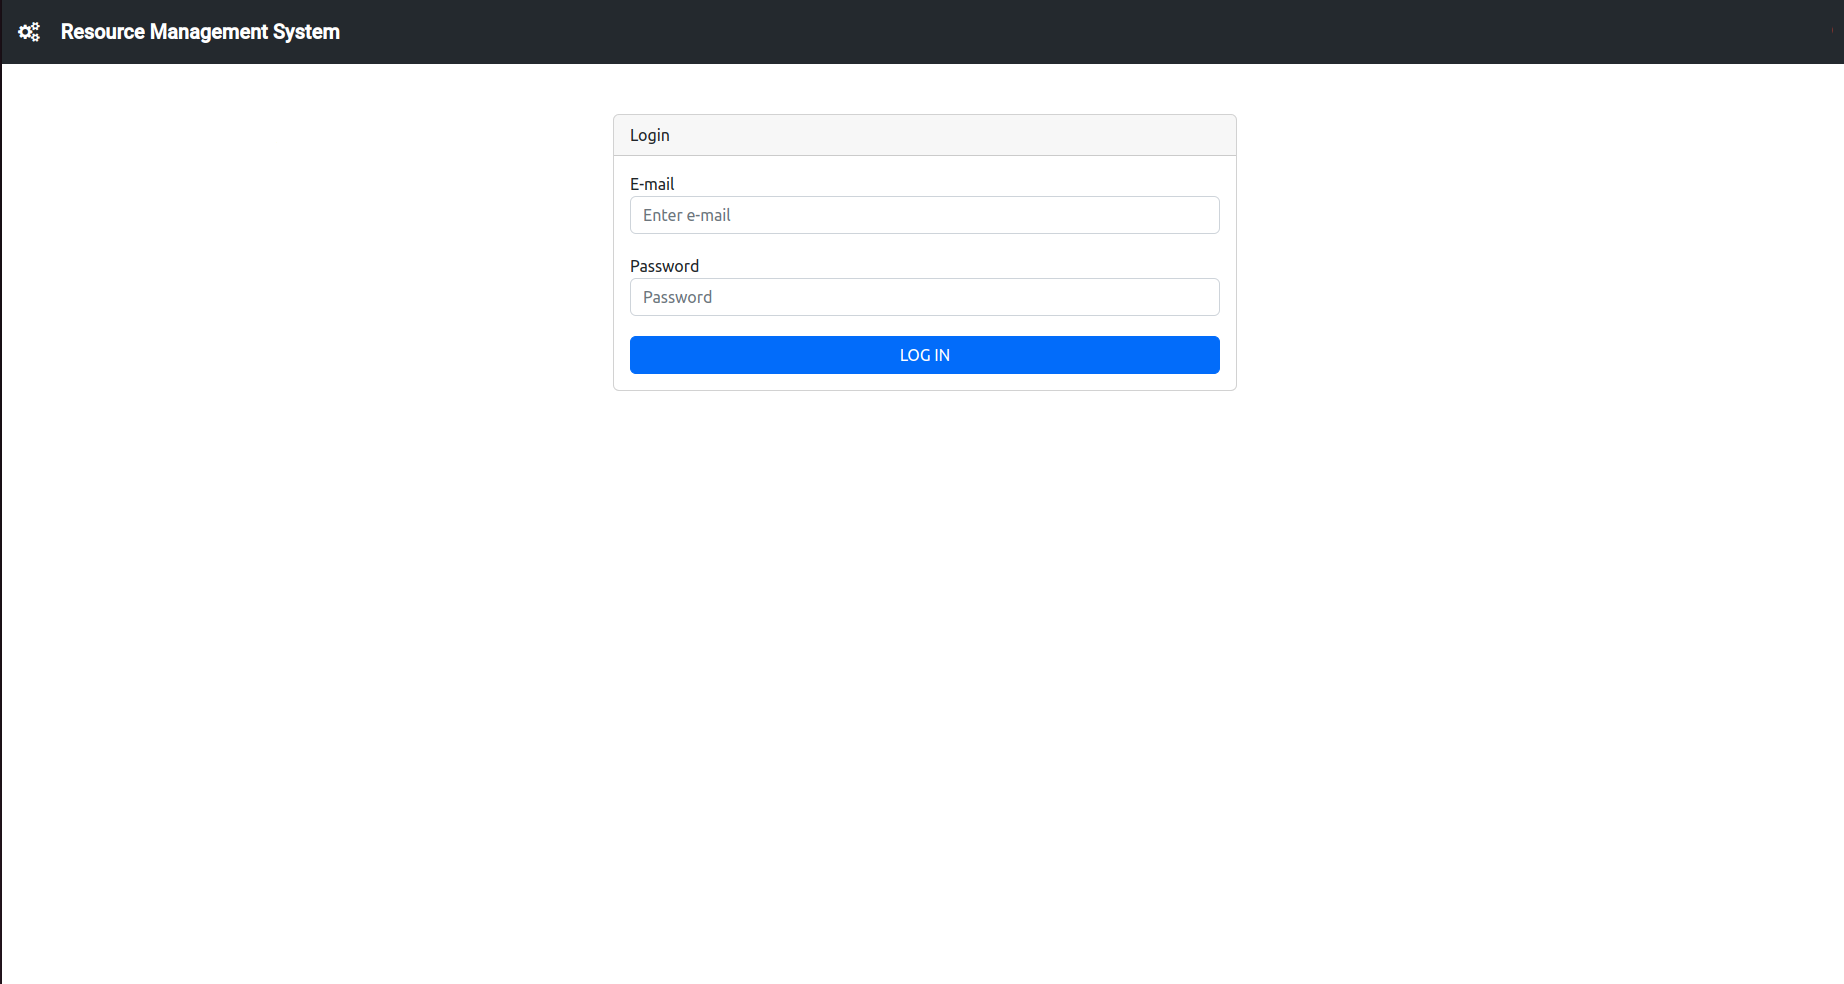 Resource Management System
Login
E-mail
Enter e-mail
Password
Password
LOG IN